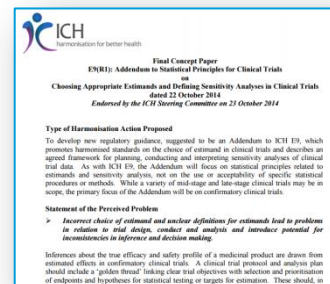 ICH
harmonisation for better health
Final Concept Paper
E9(R1): Addendum to Statistical Principles for Clinical Trials
on
Choosing Appropriate Estimands and Defining Sensitivity Analyses in Clinical Trials
dated 22 October 2014
Endorsed by the ICH Steering Committee on 23 October 2014
Type of Harmonisation Action Proposed
To develop new regulatory guidance, suggested to be an Addendum to ICH E9, which
promotes harmonised standards on the choice of estimand in clinical trials and describes an
agreed framework for planning, conducting and interpreting sensitivity analyses of clinical
trial data. As with ICH E9, the Addendum will focus on statistical principles related to
estimands and sensitivity analysis, not on the use or acceptability of specific statistical
procedures or methods. While a variety of mid-stage and late-stage clinical trials may be in
scope, the primary focus of the Addendum will be on confirmatory clinical trials.
Statement of the Perceived Problem
➢ Incorrect choice of estimand and unclear definitions for estimands lead to problems
in relation to trial design, conduct and analysis and introduce potential for
inconsistencies in inference and decision making.
Inferences about the true efficacy and safety profile of a medicinal product are drawn from
estimated effects in confirmatory clinical trials. A clinical trial protocol and analysis plan
should include a 'golden thread' linking clear trial objectives with selection and prioritisation
of endpoints and hypotheses for statistical testing or targets for estimation. These should, in